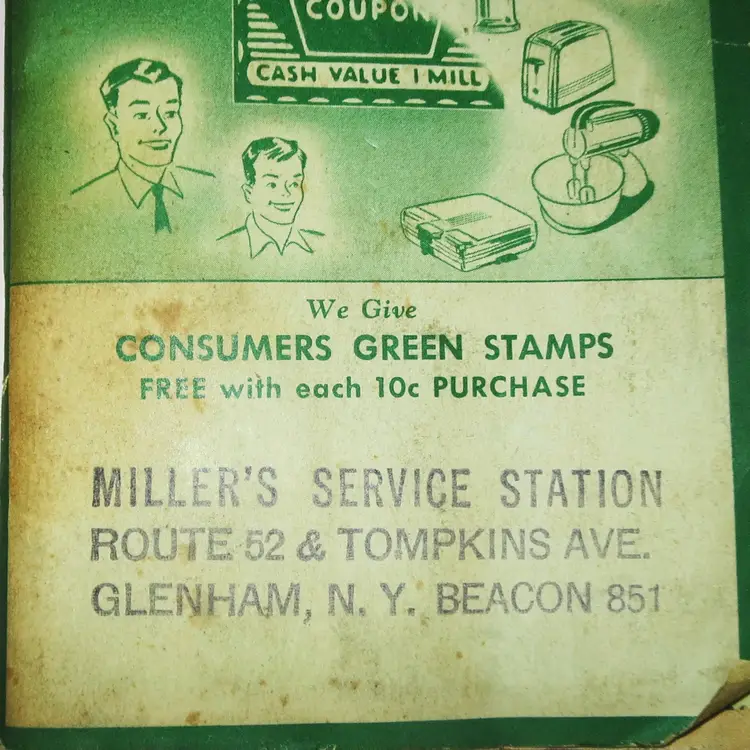 COUPON
CASH VALUE 1 MILL
We Give
CONSUMERS GREEN STAMPS
FREE with each 10c PURCHASE
MILLER'S SERVICE STATION
ROUTE 52 & TOMPKINS AVE.
GLENHAM, N. Y. BEACON 851